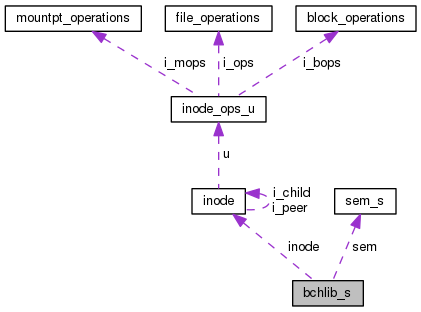 mountpt_operations
file_operations
block_operations
i_mops
i_ops
i_bops
inode_ops_u
u
i_child
i_peer
inode
sem_s
inode
sem
bchlib_s